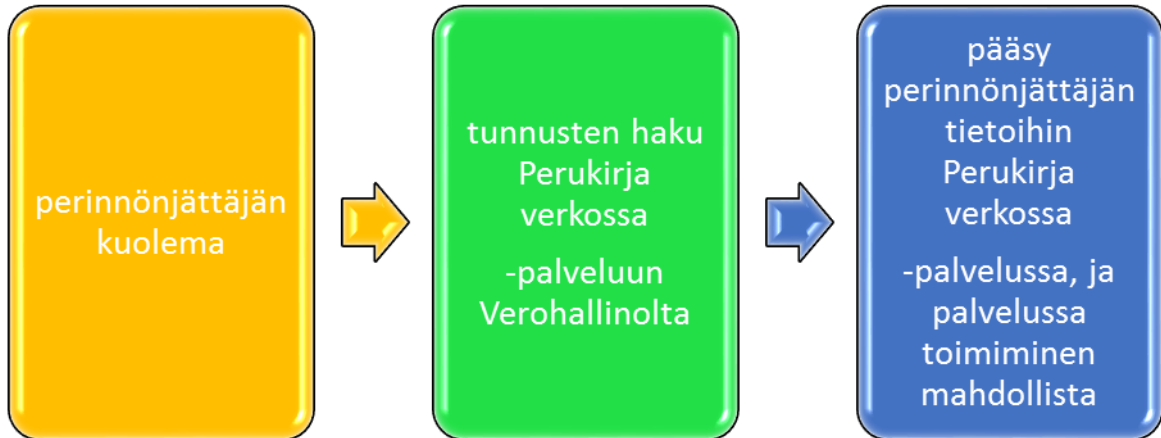 perinnönjättäjän
kuolema
tunnusten haku
Perukirja
verkossa
-palveluun
Verohallinolta
pääsy
perinnönjättäjän
tietoihin
Perukirja
verkossa
-palvelussa, ja
palvelussa
toimiminen
mahdollista